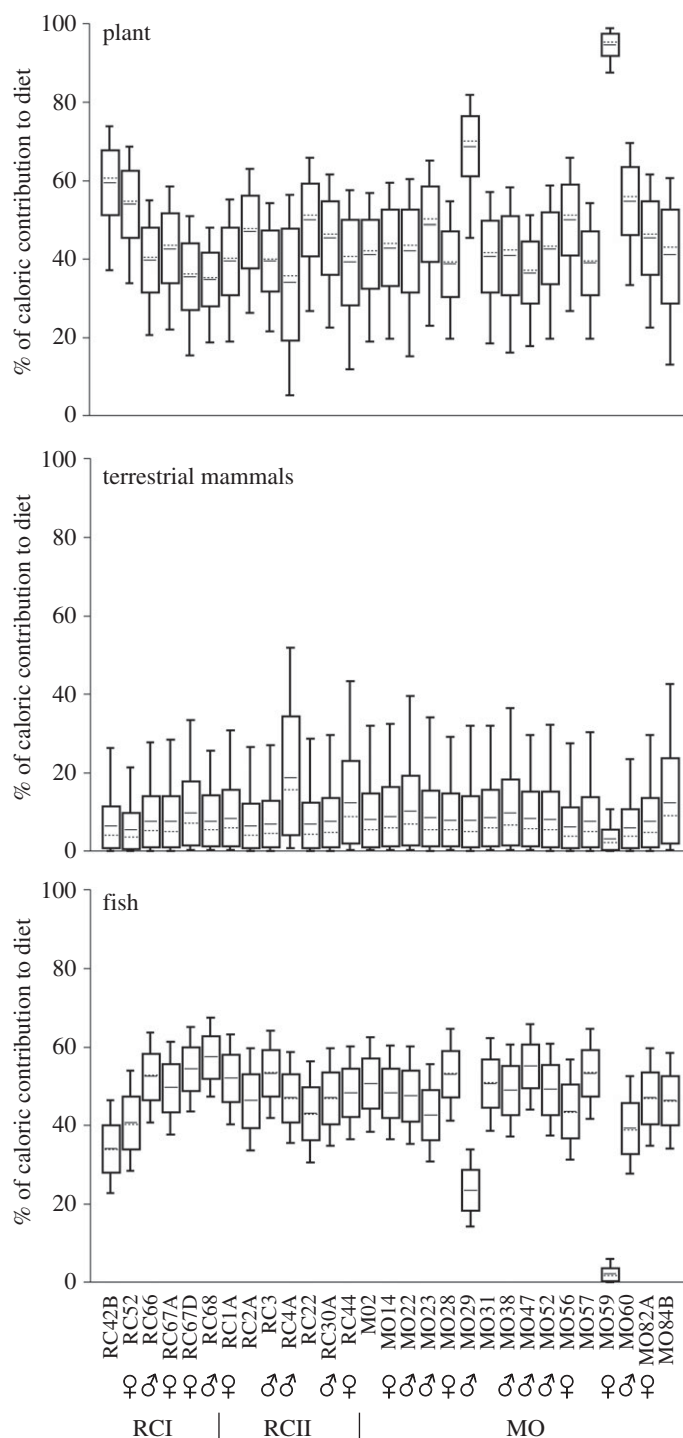 100
plant
80
60
40
20
0
% of caloric contribution to diet
100
terrestrial mammals
80
60
40
20
0
% of caloric contribution to diet
100
fish
80
60
40
20
0
% of caloric contribution to diet
RC42B
RC52
RC66
RC67A
RC67D
RC68
RC1A
RC2A
RC3
RC4A
RC22
RC30A
RC44
M02
MO14
MO22
MO23
MO28
MO29
MO31
MO38
MO47
MO52
MO56
MO57
MO59
MO60
MO82A
MO84B
♀ ♂ ♀ ♀ ♂ ♀ ♂ ♂ ♂ ♀ ♀ ♂ ♂ ♀ ♂ ♂ ♂ ♂ ♀ ♀ ♂ ♀
RCI | RCII | MO